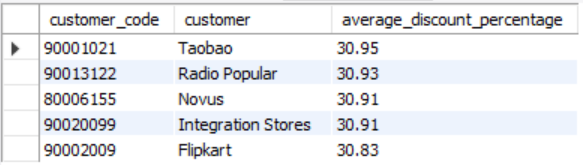 customer_code customer average_discount_percentage
90001021 Taobao 30.95
90013122 Radio Popular 30.93
80006155 Novus 30.91
90020099 Integration Stores 30.91
90002009 Flipkart 30.83